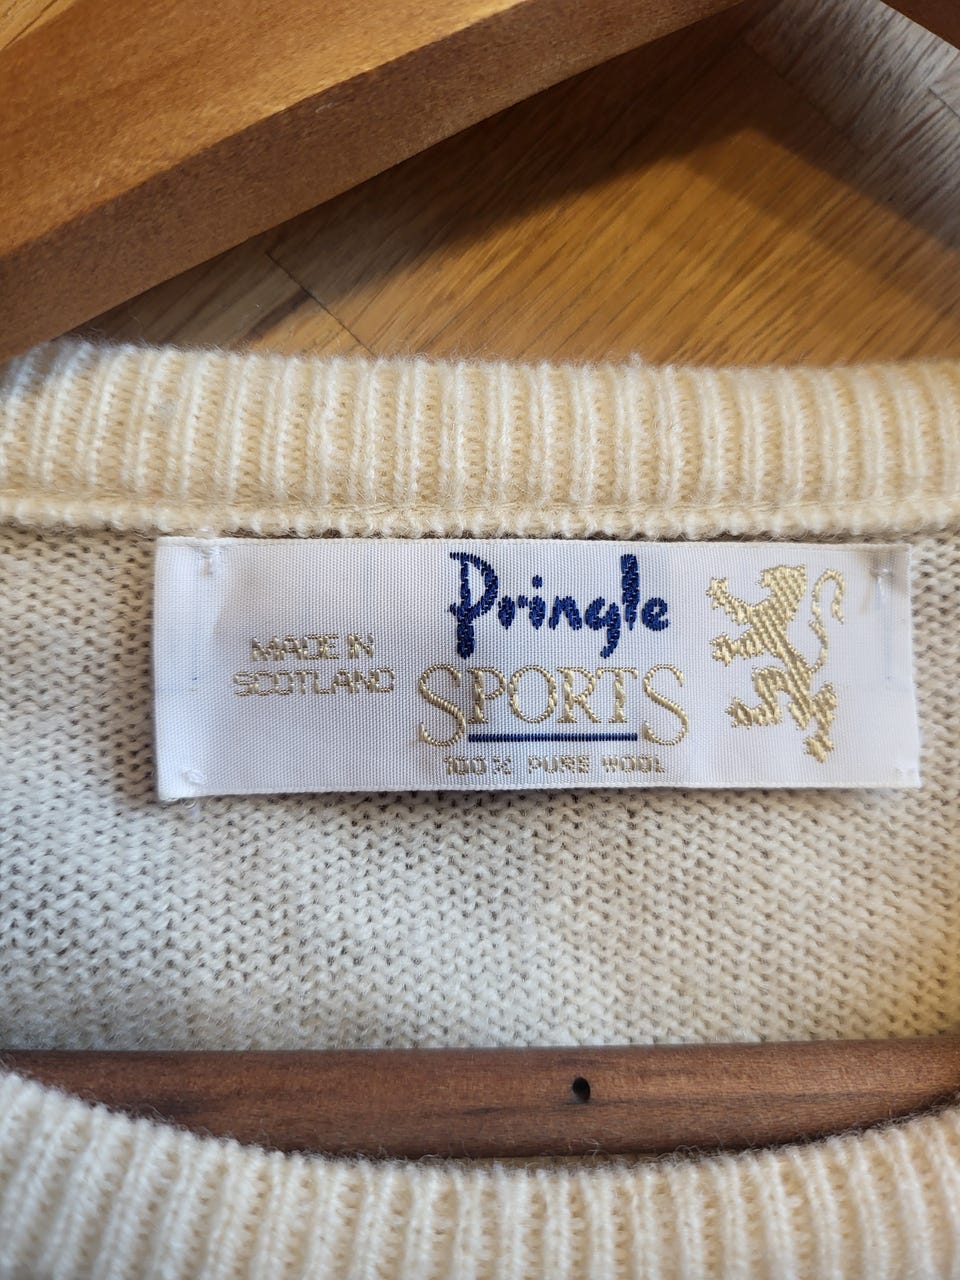 Pringle
MADE IN
SCOTLAND
SPORTS
100% PURE WOOL